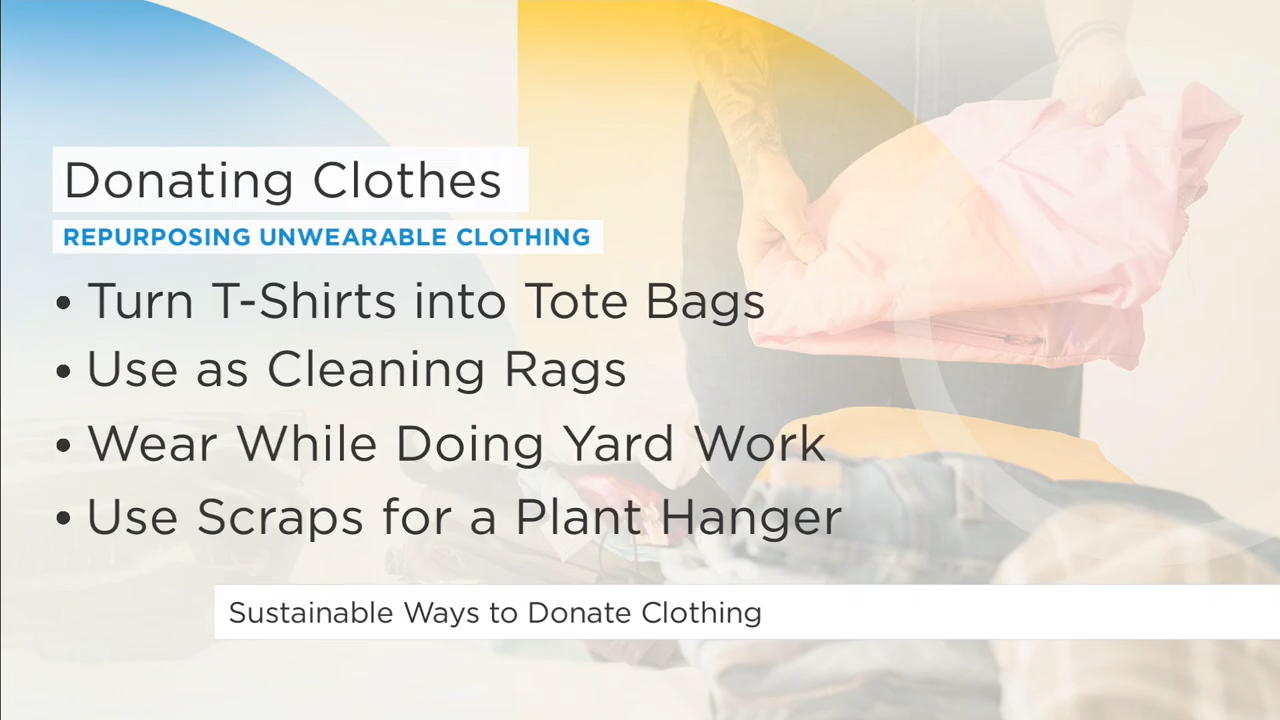 Donating Clothes
REPURPOSING UNWEARABLE CLOTHING
• Turn T-Shirts into Tote Bags
• Use as Cleaning Rags
• Wear While Doing Yard Work
• Use Scraps for a Plant Hanger
Sustainable Ways to Donate Clothing